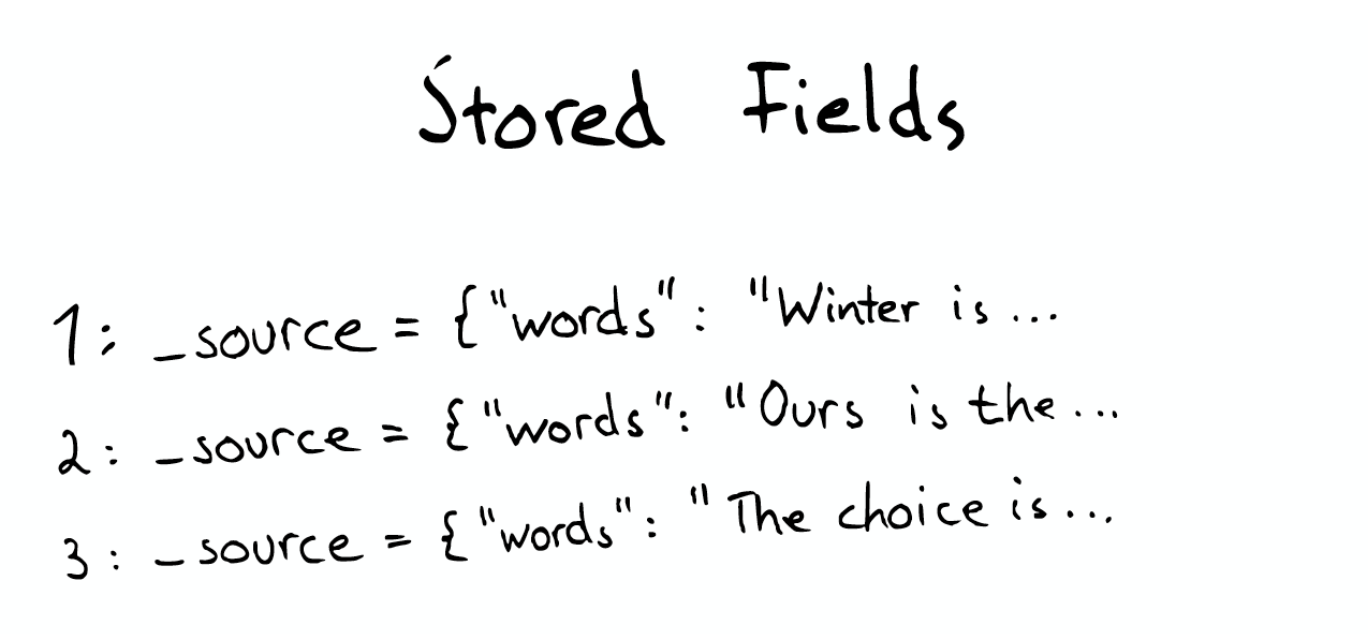 Stored Fields
1: _source = {"words": "Winter is ...
2: _source = {"words": "Ours is the ...
3: _source = {"words": "The choice is ...